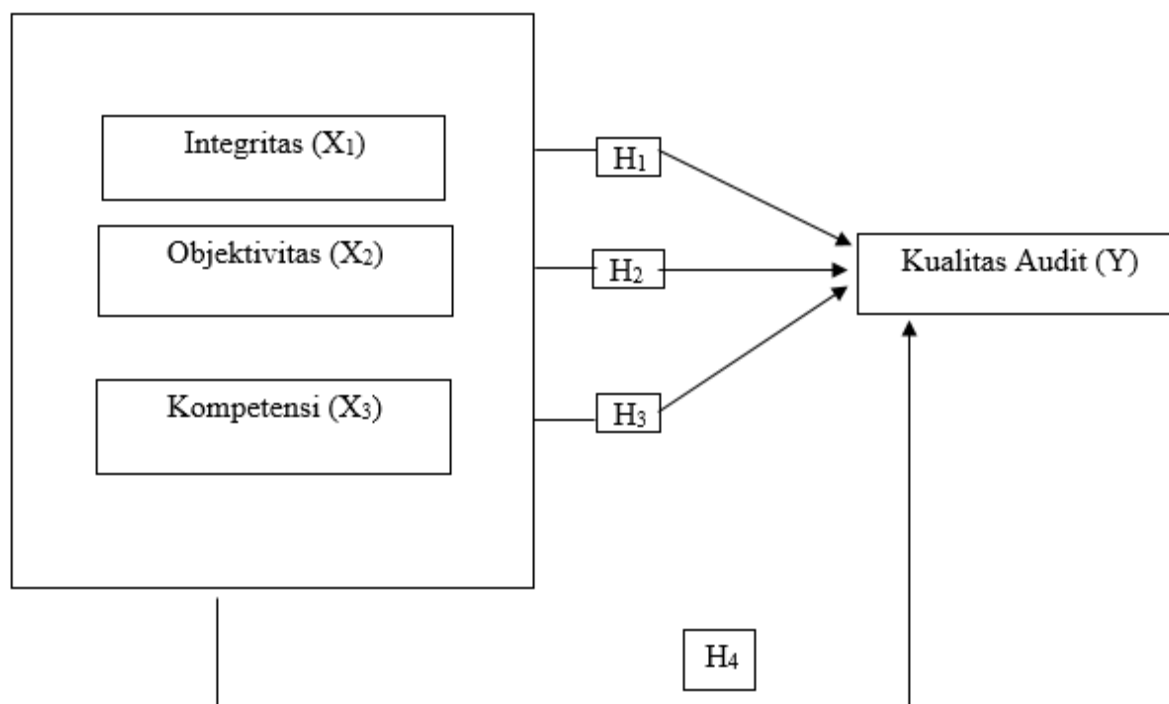 Integritas (X₁)
H₁
Objektivitas (X₂)
H₂
Kualitas Audit (Y)
Kompetensi (X₃)
H₃
H₄